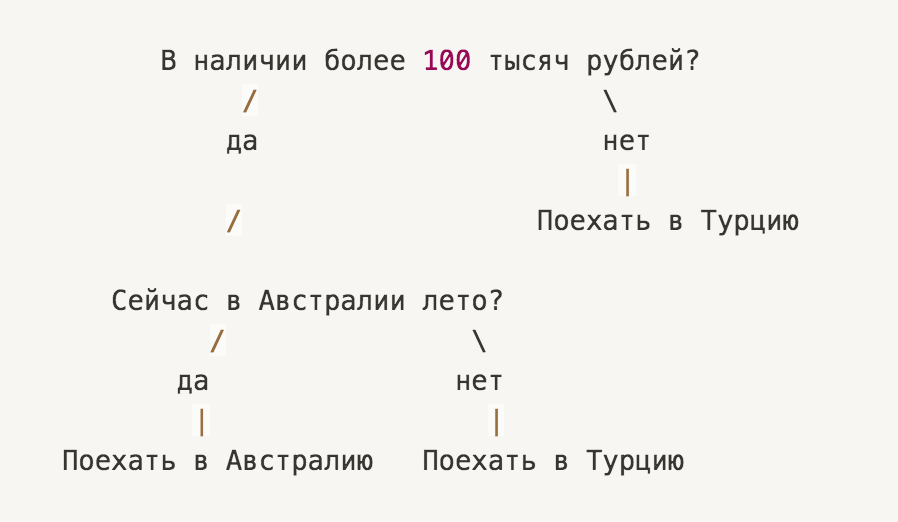 В наличии более 100 тысяч рублей?
/ \
да нет
|
/ Поехать в Турцию
Сейчас в Австралии лето?
/ \
да нет
| |
Поехать в Австралию Поехать в Турцию